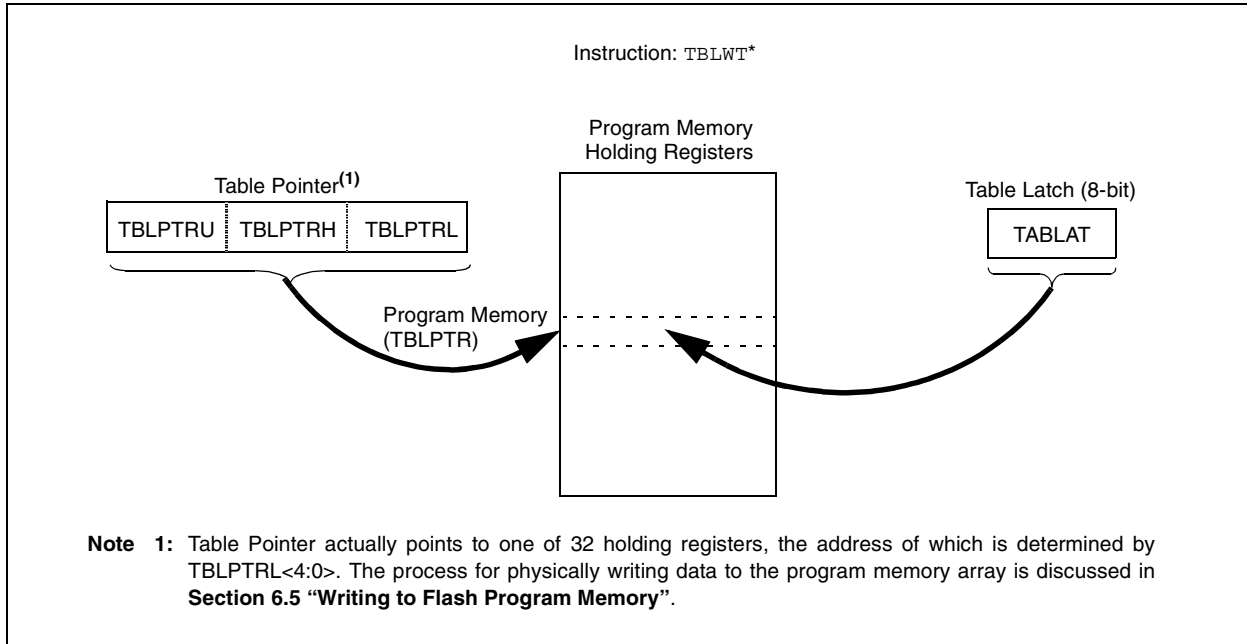 Instruction: TBLWT*
Program Memory
Holding Registers
Table Pointer(1)
Table Latch (8-bit)
TBLPTRU TBLPTRH TBLPTRL
TABLAT
Program Memory
(TBLPTR)
Note 1: Table Pointer actually points to one of 32 holding registers, the address of which is determined by
TBLPTRL<4:0>. The process for physically writing data to the program memory array is discussed in
Section 6.5 “Writing to Flash Program Memory”.